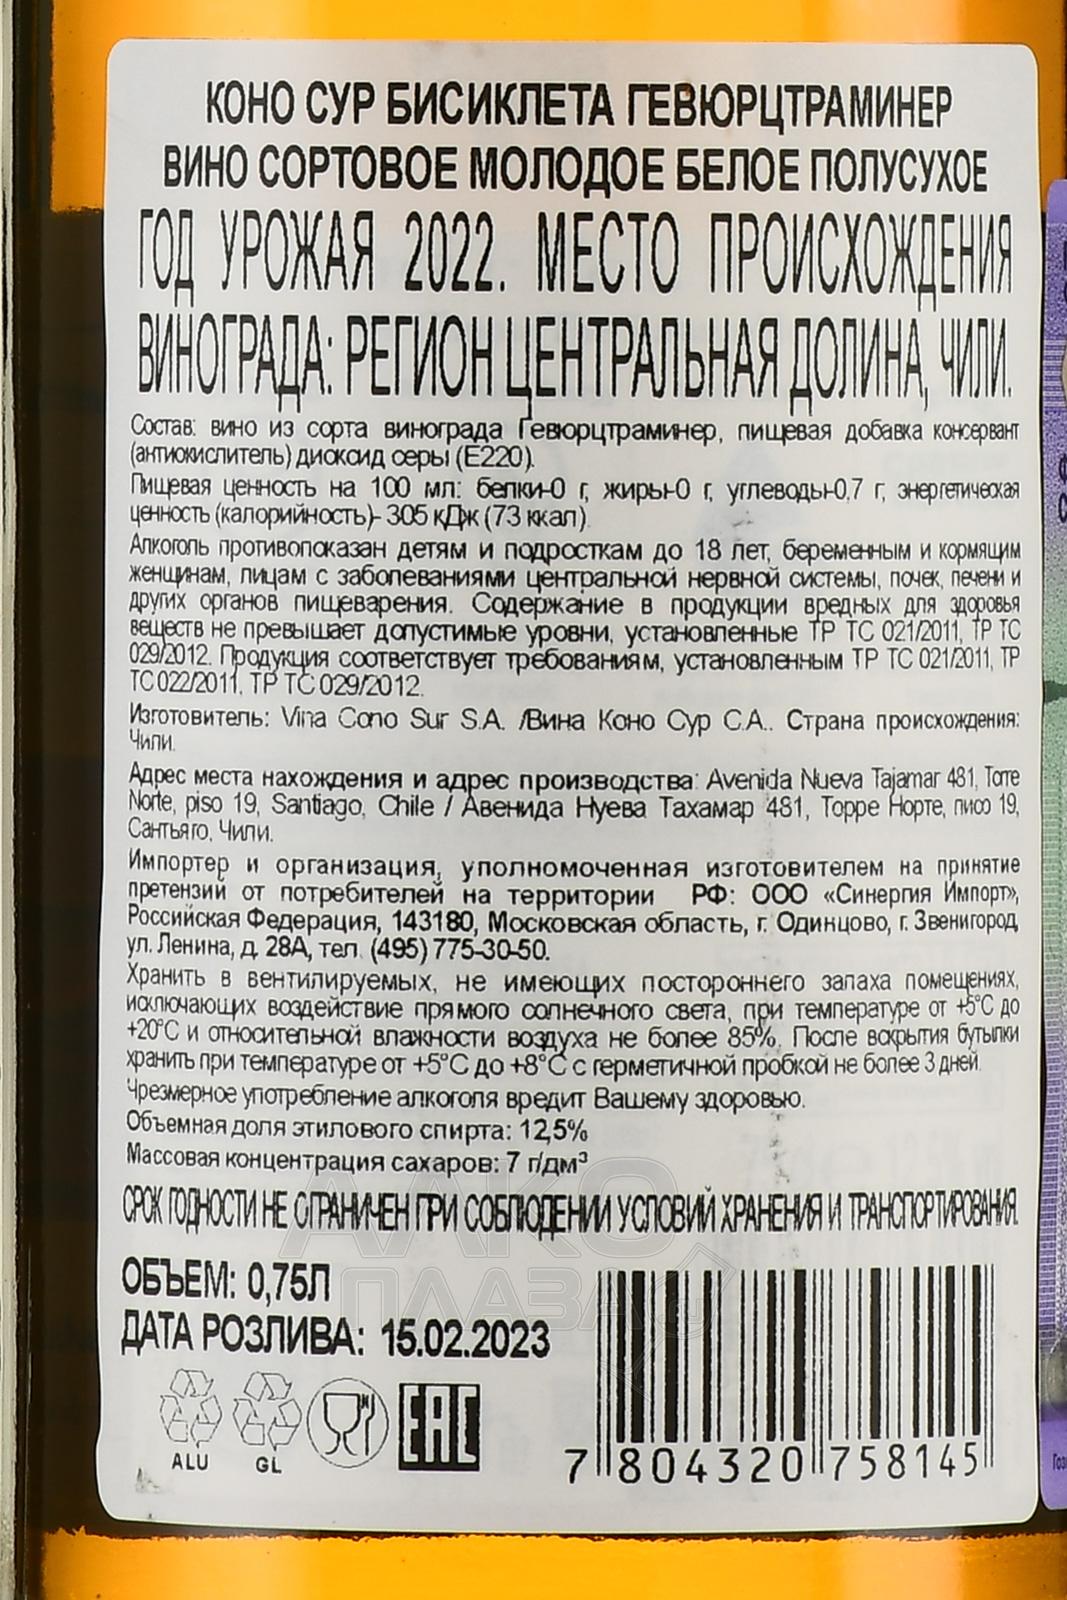 КОНО СУР БИСИКЛЕТА ГЕВЮРЦТРАМИНЕР
ВИНО СОРТОВОЕ МОЛОДОЕ БЕЛОЕ ПОЛУСУХОЕ
ГОД УРОЖАЯ 2022. МЕСТО ПРОИСХОЖДЕНИЯ
ВИНОГРАДА: РЕГИОН ЦЕНТРАЛЬНАЯ ДОЛИНА, ЧИЛИ.
Состав: вино из сорта винограда Гевюрцтраминер, пищевая добавка консервант
(антиокислитель) диоксид серы (Е220).
Пищевая ценность на 100 мл: белки-0 г, жиры-0 г, углеводы-0,7 г, энергетическая
ценность (калорийность)- 305 кДж (73 ккал).
Алкоголь противопоказан детям и подросткам до 18 лет, беременным и кормящим
женщинам, лицам с заболеваниями центральной нервной системы, почек, печени и
других органов пищеварения. Содержание в продукции вредных для здоровья
веществ не превышает допустимые уровни, установленные ТР ТС 021/2011, ТР ТС
029/2012. Продукция соответствует требованиям, установленным ТР ТС 021/2011, ТР
ТС 022/2011, ТР ТС 029/2012.
Изготовитель: Vina Cono Sur S.A. /Вина Коно Сур С.А.. Страна происхождения:
Чили.
Адрес места нахождения и адрес производства: Avenida Nueva Tajamar 481, Torre
Norte, piso 19, Santiago, Chile / Авенида Нуева Тахамар 481, Торре Норте, писо 19,
Сантьяго, Чили.
Импортер и организация, уполномоченная изготовителем на принятие
претензий от потребителей на территории РФ: ООО «Синергия Импорт»,
Российская Федерация, 143180, Московская область, г. Одинцово, г. Звенигород,
ул. Ленина, д. 28А, тел. (495) 775-30-50.
Хранить в вентилируемых, не имеющих постороннего запаха помещениях,
исключающих воздействие прямого солнечного света, при температуре от +5°С до
+20°С и относительной влажности воздуха не более 85%. После вскрытия бутылки
хранить при температуре от +5°С до +8°С с герметичной пробкой не более 3 дней.
Чрезмерное употребление алкоголя вредит Вашему здоровью.
Объемная доля этилового спирта: 12,5%
Массовая концентрация сахаров: 7 г/дм³
СРОК ГОДНОСТИ НЕ ОГРАНИЧЕН ПРИ СОБЛЮДЕНИИ УСЛОВИЙ ХРАНЕНИЯ И ТРАНСПОРТИРОВАНИЯ.
АЛКО
ПЛАЗА
ОБЪЕМ: 0,75Л
ДАТА РОЗЛИВА: 15.02.2023
ALU GL EAC
7 804320 758145